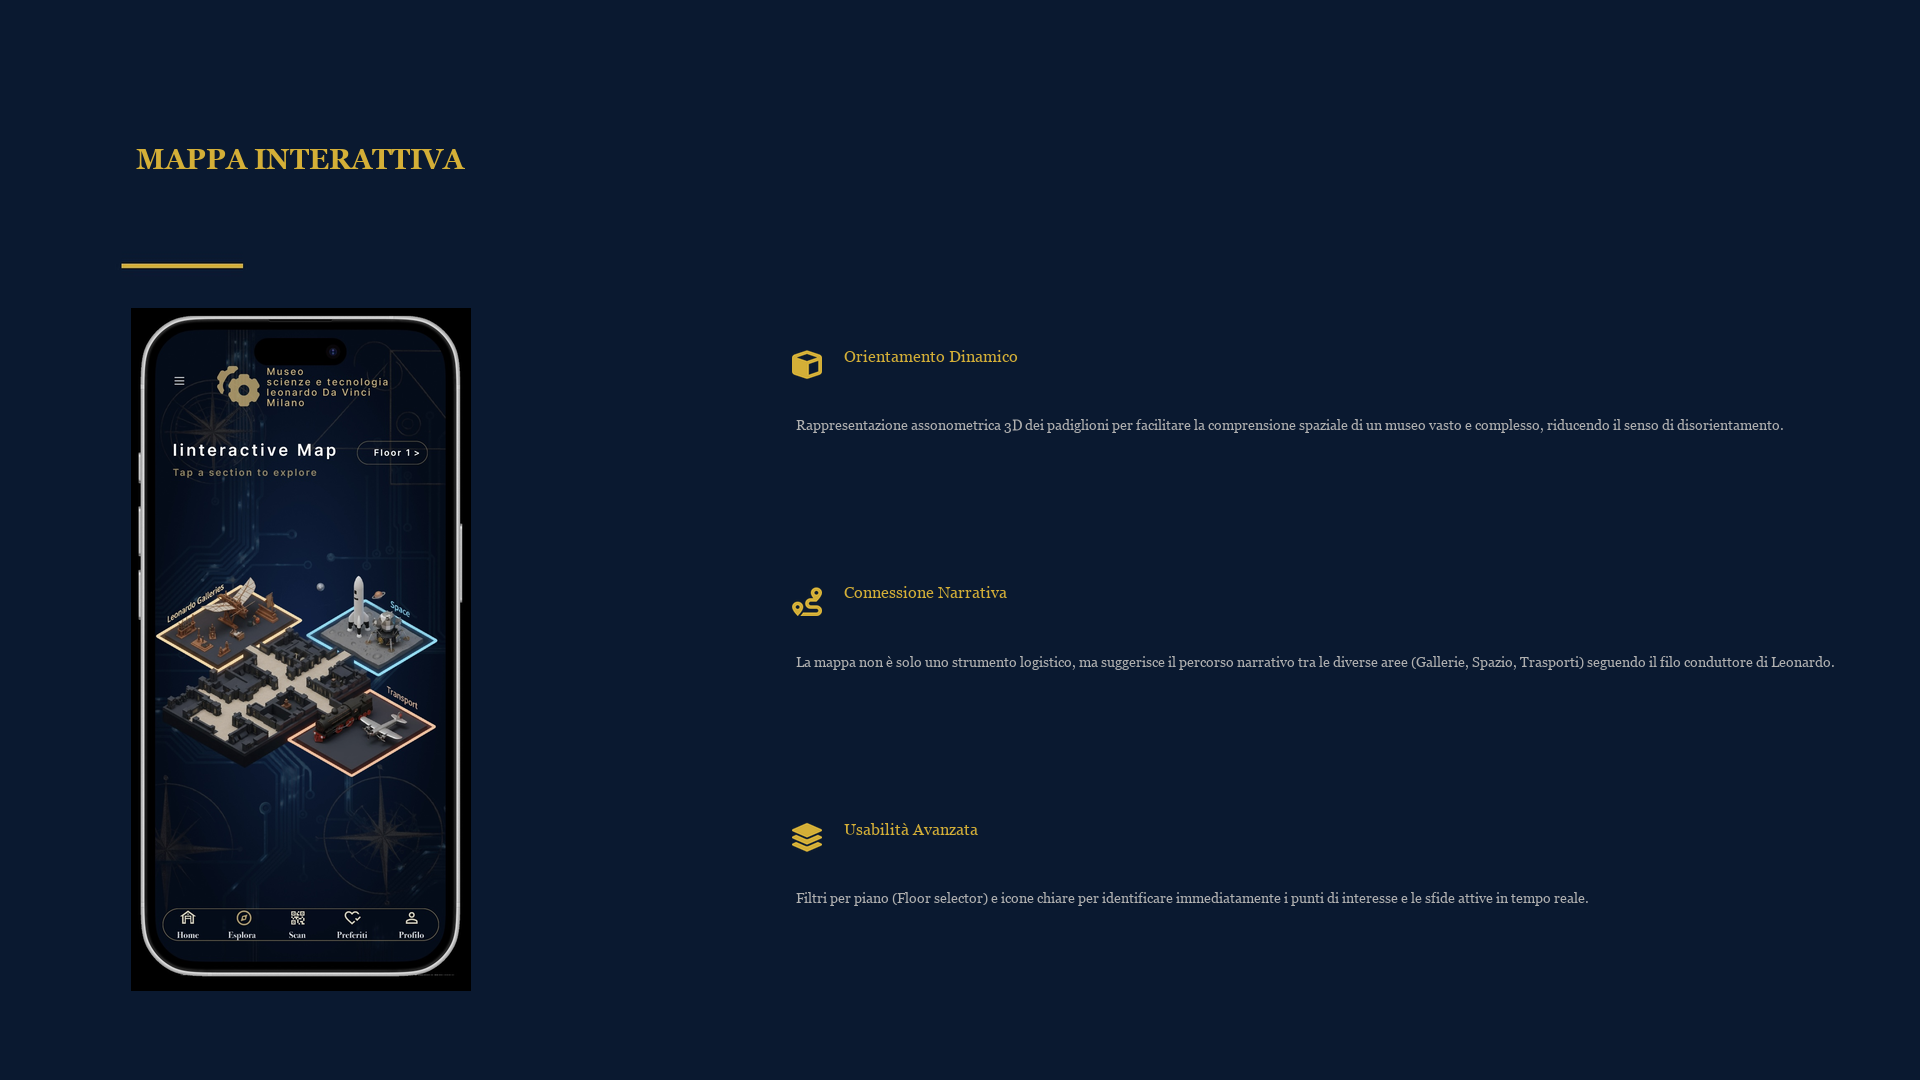 MAPPA INTERATTIVA
Museo
scienze e tecnologia
leonardo Da Vinci
Milano
Iinteractive Map
Floor 1 >
Tap a section to explore
Leonardo Galleries
Space
Transport
Home
Esplora
Scan
Preferiti
Profilo
Orientamento Dinamico
Rappresentazione assonometrica 3D dei padiglioni per facilitare la comprensione spaziale di un museo vasto e complesso, riducendo il senso di disorientamento.
Connessione Narrativa
La mappa non è solo uno strumento logistico, ma suggerisce il percorso narrativo tra le diverse aree (Gallerie, Spazio, Trasporti) seguendo il filo conduttore di Leonardo.
Usabilità Avanzata
Filtri per piano (Floor selector) e icone chiare per identificare immediatamente i punti di interesse e le sfide attive in tempo reale.